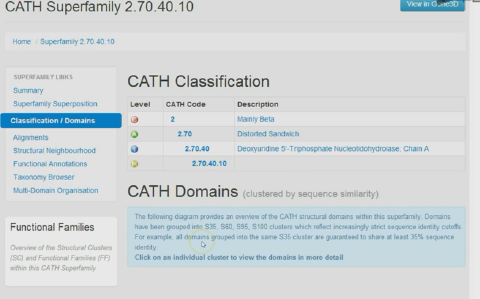 CATH Superfamily 2.70.40.10
View in Gene3D
Home › Superfamily 2.70.40.10
SUPERFAMILY LINKS
Summary
Superfamily Superposition
Classification / Domains
Alignments
Structural Neighbourhood
Functional Annotations
Taxonomy Browser
Multi-Domain Organisation
Functional Families
Overview of the Structural Clusters
(SC) and Functional Families (FF)
within this CATH Superfamily
CATH Classification
Level CATH Code Description
C 2 Mainly Beta
A 2.70 Distorted Sandwich
T 2.70.40 Deoxyuridine 5'-Triphosphate Nucleotidohydrolase; Chain A
H 2.70.40.10
CATH Domains (clustered by sequence similarity)
The following diagram provides an overview of the CATH structural domains within this superfamily. Domains
have been grouped into S35, S60, S95, S100 clusters which reflect increasingly strict sequence identity cutoffs.
For example, all domains grouped into the same S35 cluster are guaranteed to share at least 35% sequence
identity.
Click on an individual cluster to view the domains in more detail